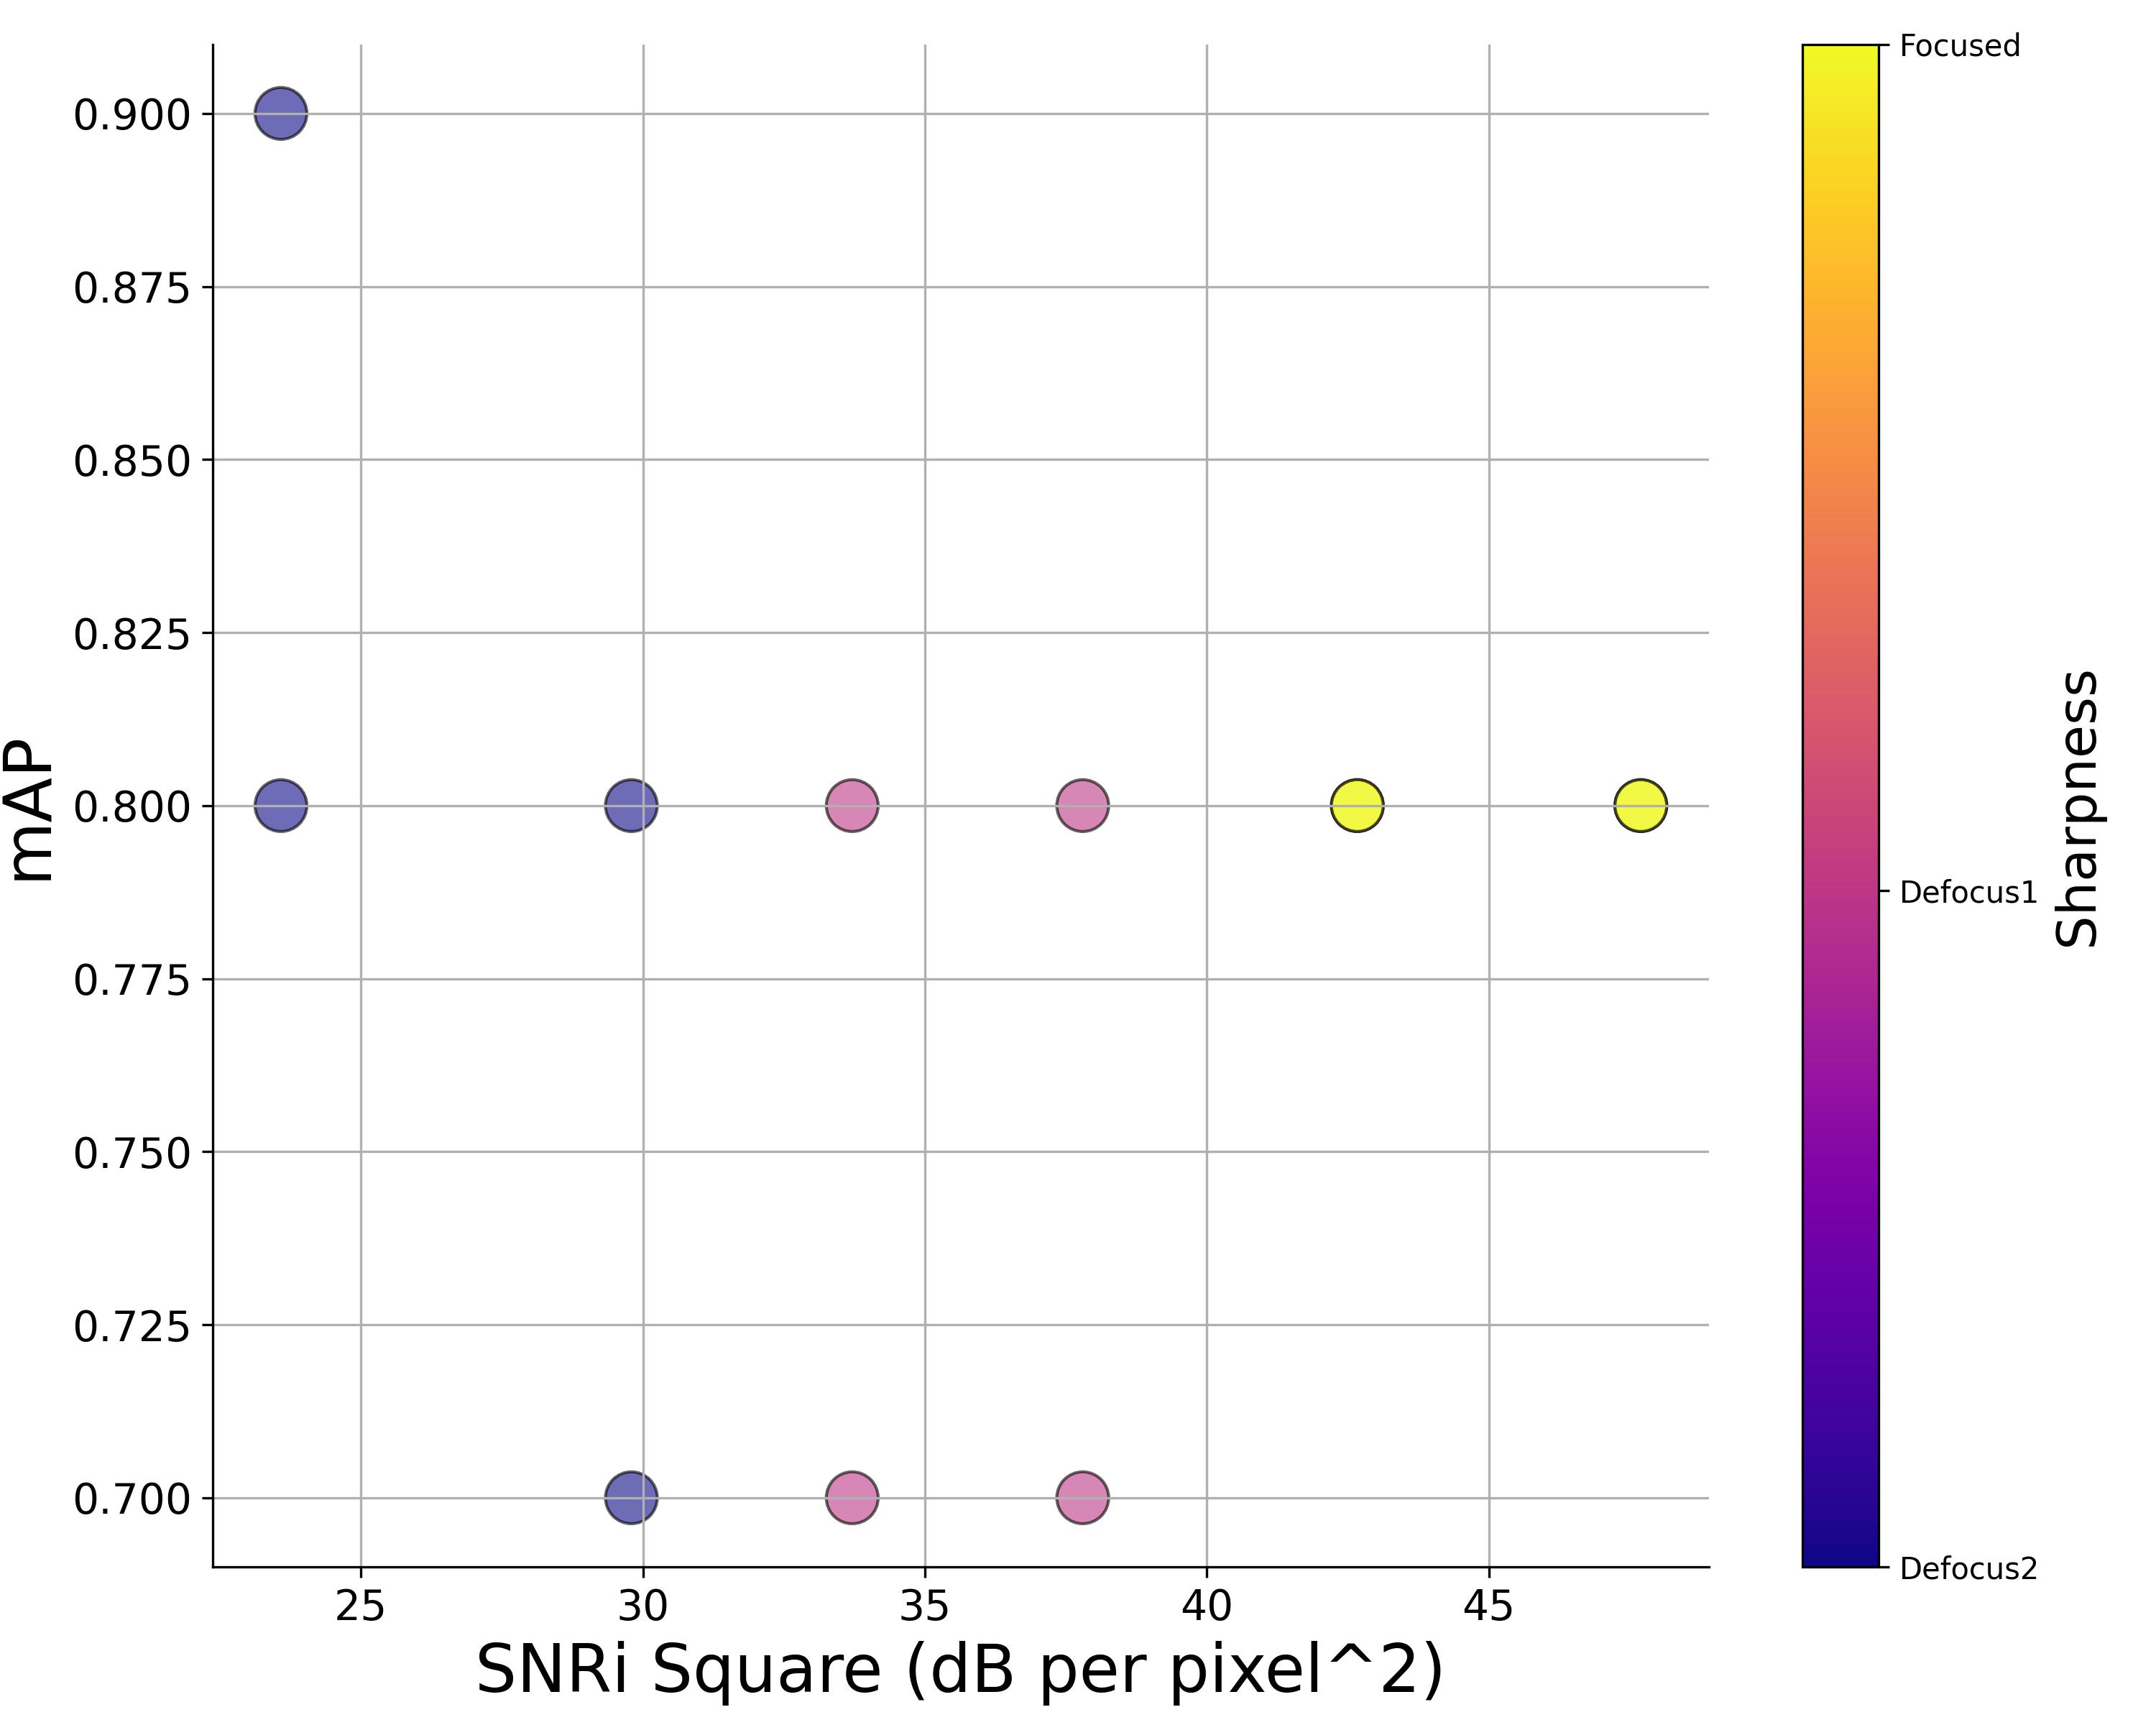 0.900
0.875
0.850
0.825
0.800
0.775
0.750
0.725
0.700
mAP
25 30 35 40 45
SNRi Square (dB per pixel^2)
Focused
Defocus1
Defocus2
Sharpness